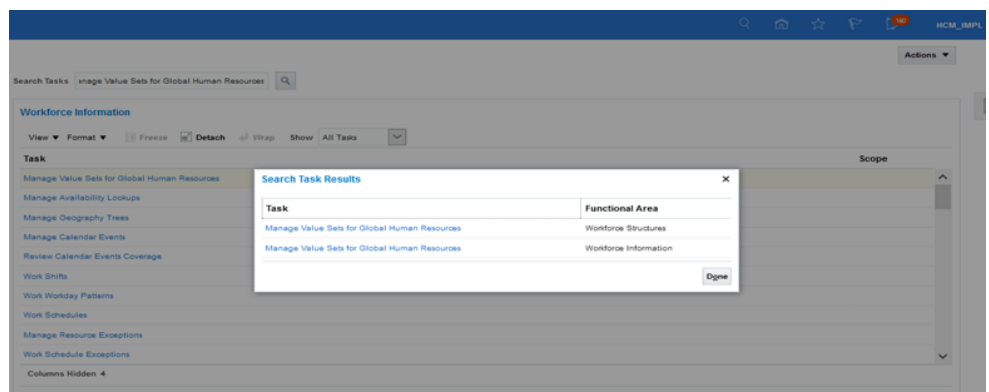 HCM_IMPL
Actions
Search Tasks anage Value Sets for Global Human Resources
Workforce Information
View Format Freeze Detach Wrap Show All Tasks
Task Scope
Manage Value Sets for Global Human Resources
Manage Availability Lookups
Manage Geography Trees
Manage Calendar Events
Review Calendar Events Coverage
Work Shifts
Work Workday Patterns
Work Schedules
Manage Resource Exceptions
Work Schedule Exceptions
Columns Hidden 4
Search Task Results
Task Functional Area
Manage Value Sets for Global Human Resources Workforce Structures
Manage Value Sets for Global Human Resources Workforce Information
Done